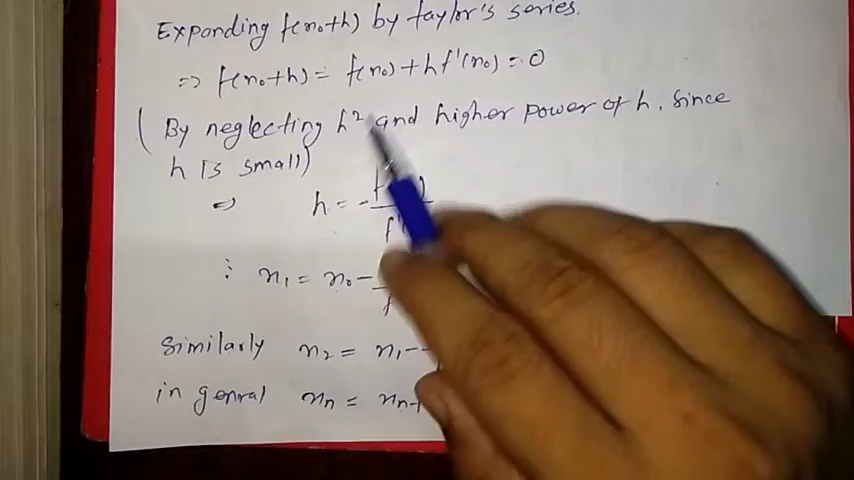 Expanding f(x₀+h) by taylor's series.
=> f(x₀+h) = f(x₀) + hf'(x₀) = 0
( By neglecting h² and higher power of h, since
h is small)
=> h = -
∴ x₁ = x₀ -
Similarly x₂ = x₁ -
in genral xₙ = xₙ₋